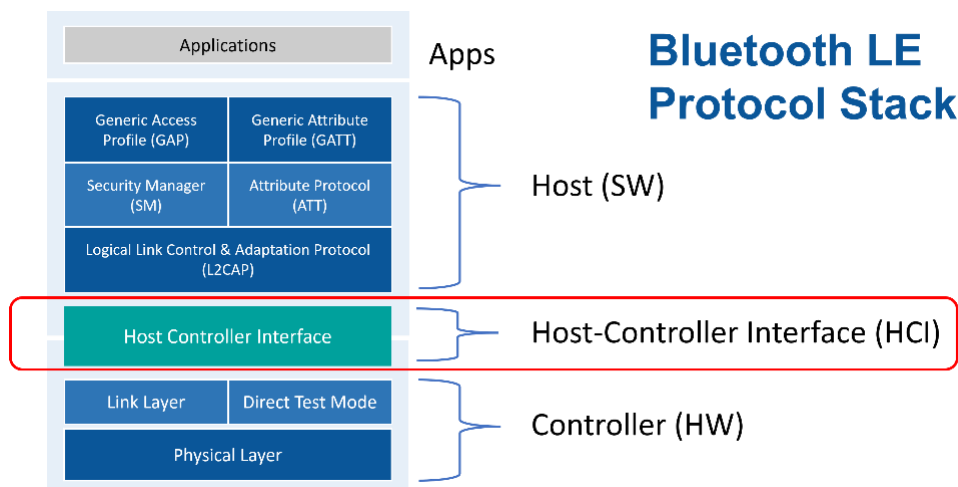 Applications
Apps
Bluetooth LE
Protocol Stack
Generic Access
Profile (GAP)
Generic Attribute
Profile (GATT)
Security Manager
(SM)
Attribute Protocol
(ATT)
Host (SW)
Logical Link Control & Adaptation Protocol
(L2CAP)
Host Controller Interface
Host-Controller Interface (HCI)
Link Layer
Direct Test Mode
Controller (HW)
Physical Layer